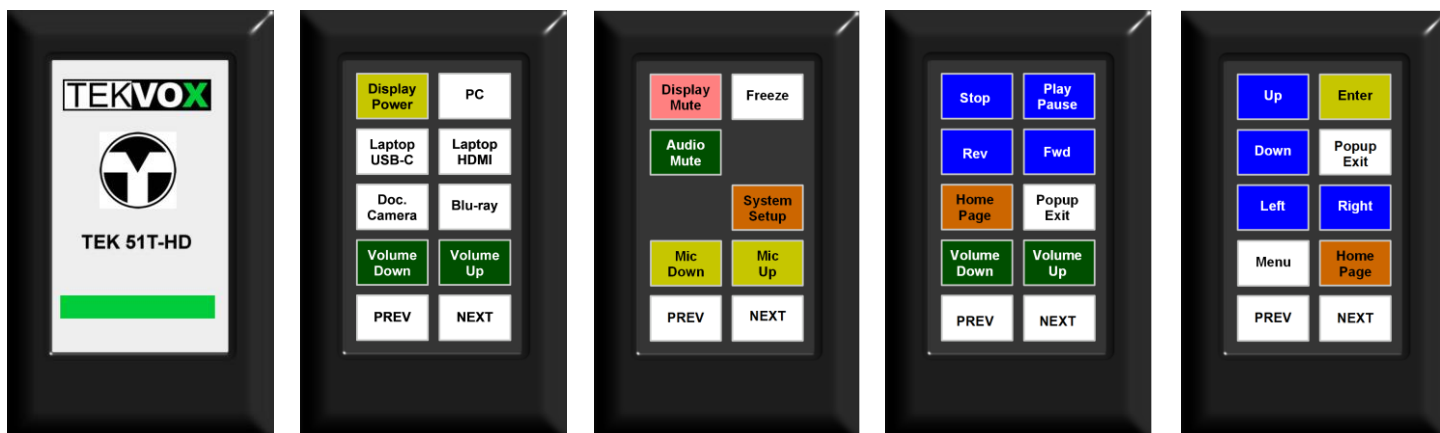 TEKVOX
TEK 51T-HD
Display
Power
PC
Laptop
USB-C
Laptop
HDMI
Doc.
Camera
Blu-ray
Volume
Down
Volume
Up
PREV
NEXT
Display
Mute
Freeze
Audio
Mute
System
Setup
Mic
Down
Mic
Up
PREV
NEXT
Stop
Play
Pause
Rev
Fwd
Home
Page
Popup
Exit
Volume
Down
Volume
Up
PREV
NEXT
Up
Enter
Down
Popup
Exit
Left
Right
Menu
Home
Page
PREV
NEXT